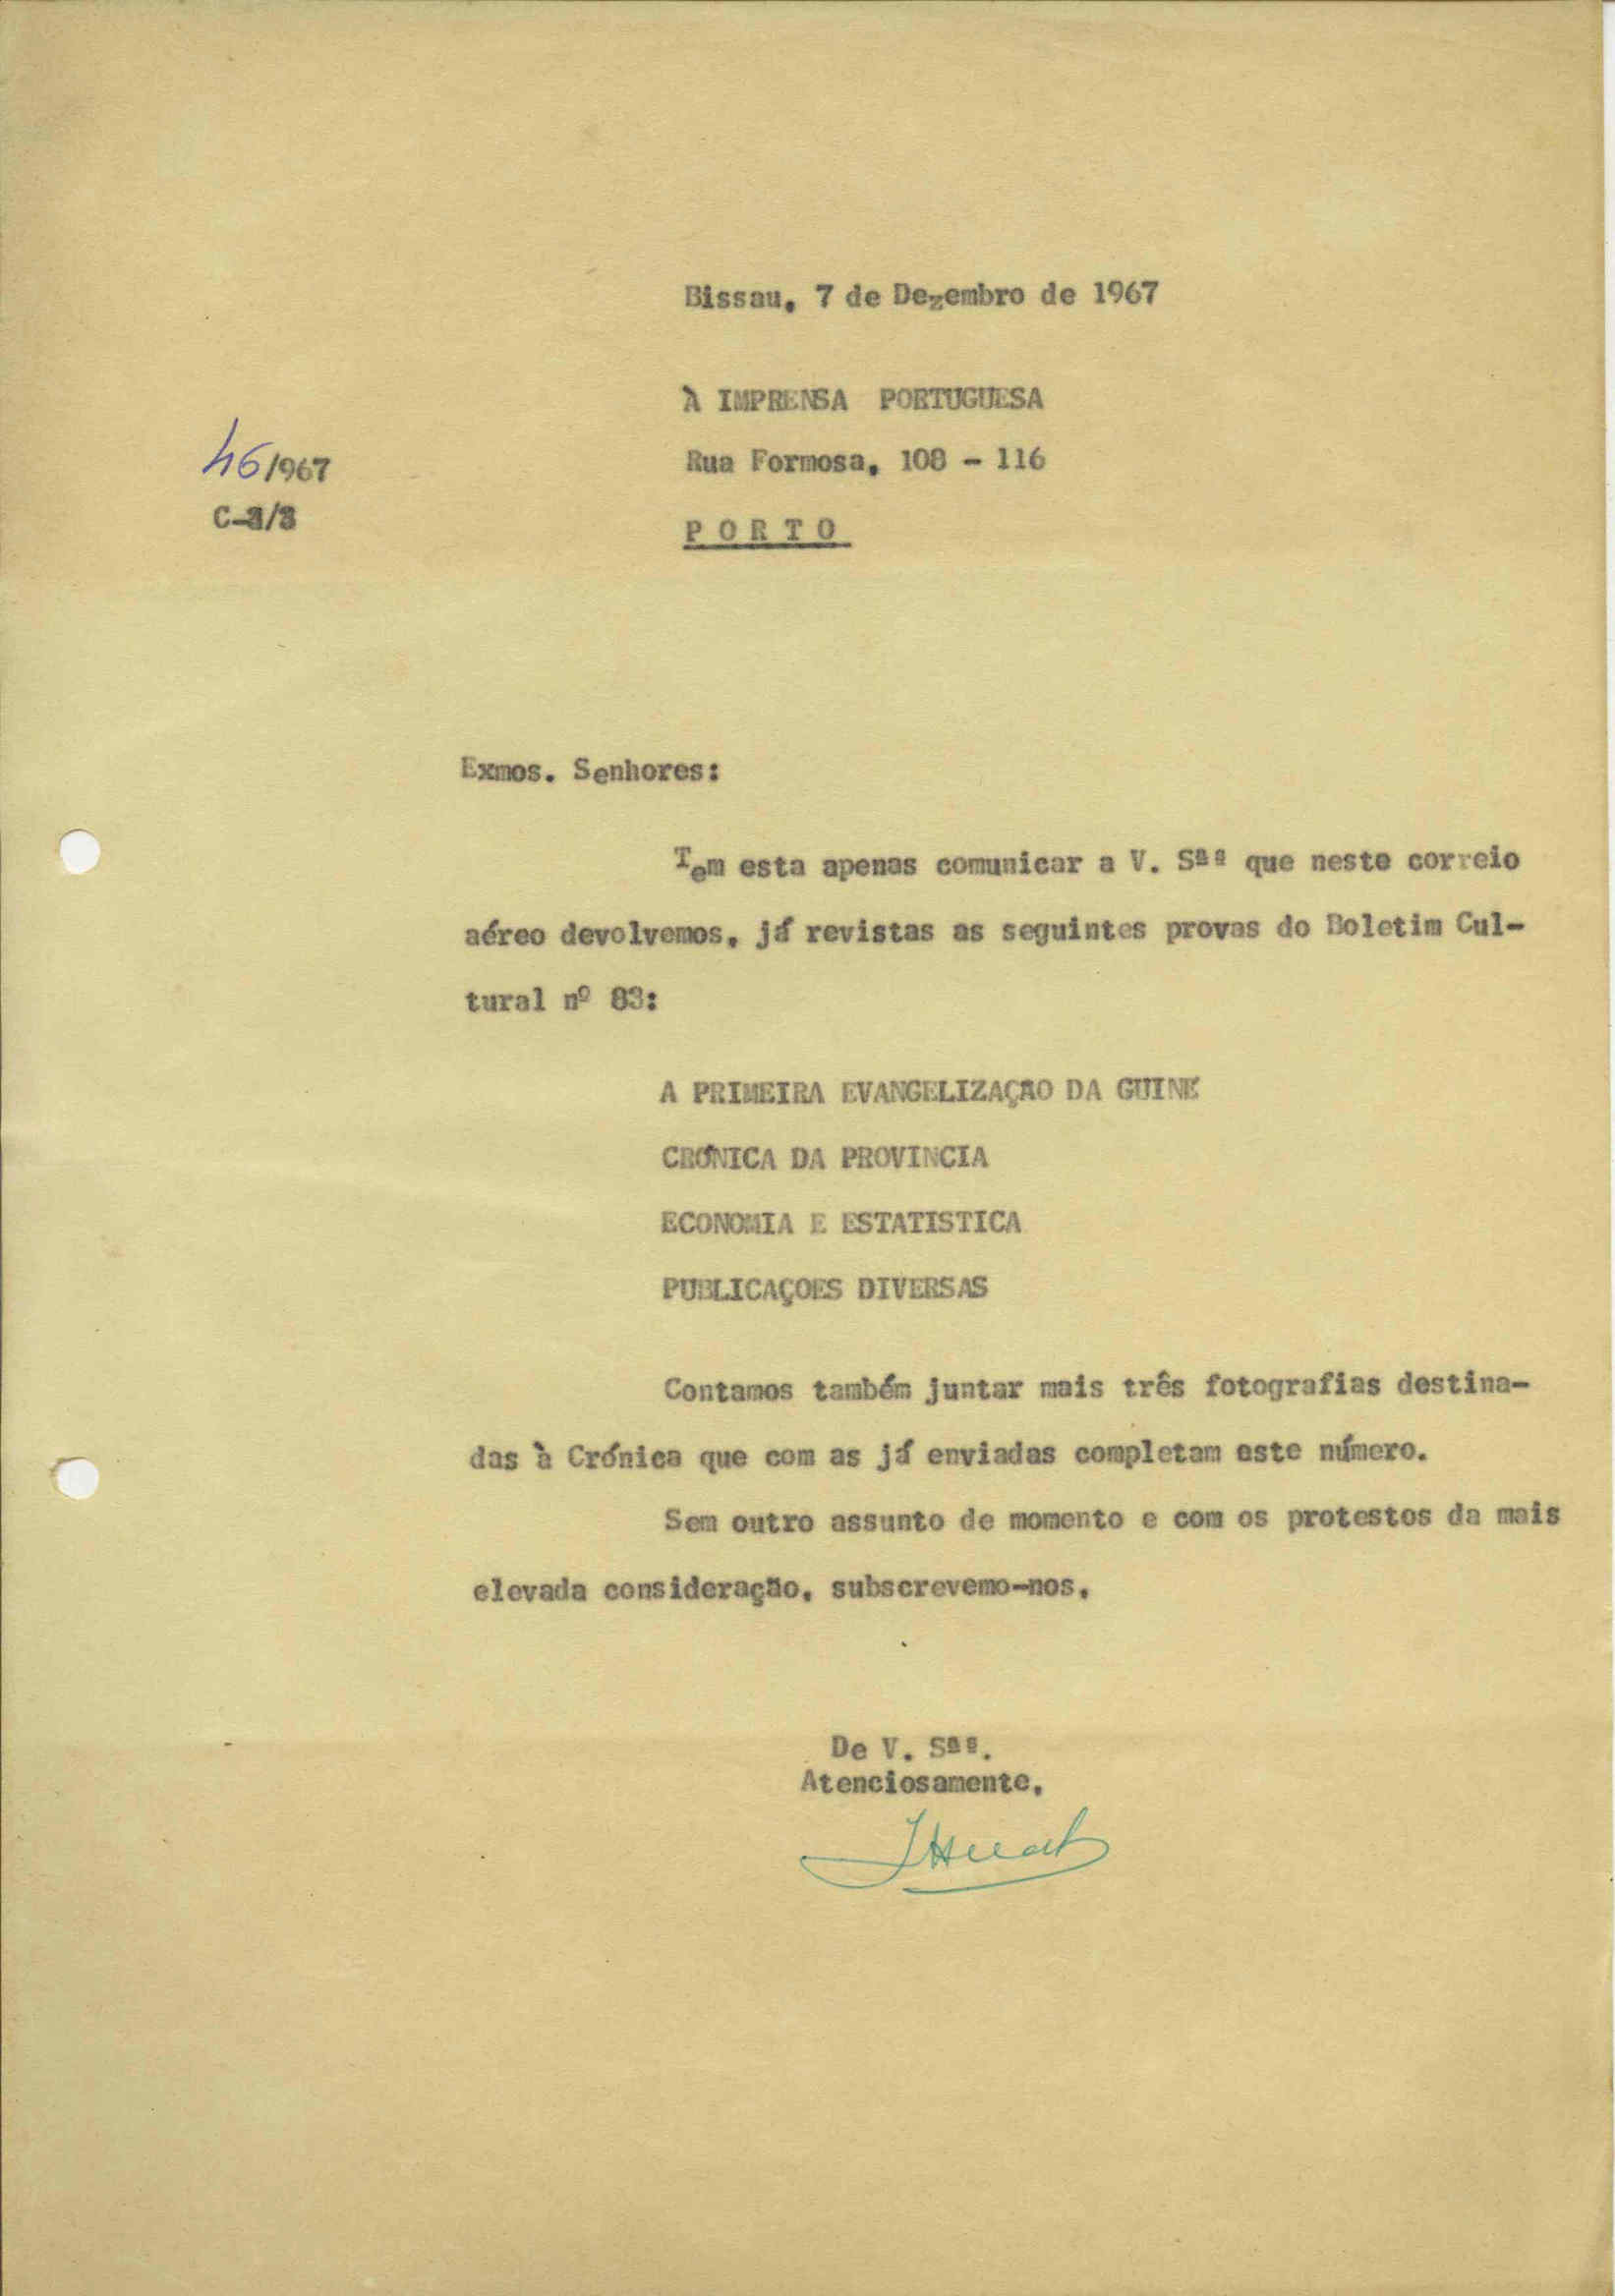 Bissau, 7 de Dezembro de 1967
À IMPRENSA PORTUGUESA
46/967
Rua Formosa, 108 - 116
PORTO
Exmos. Senhores:
Tem esta apenas comunicar a V. Sªs que neste correio
aéreo devolvemos, já revistas as seguintes provas do Boletim Cul-
tural nº 83:
A PRIMEIRA EVANGELIZAÇÃO DA GUINÉ
CRÓNICA DA PROVINCIA
ECONOMIA E ESTATISTICA
PUBLICAÇOES DIVERSAS
Contamos também juntar mais três fotografias destina-
das à Crónica que com as já enviadas completam este número.
Sem outro assunto de momento e com os protestos da mais
elevada consideração, subscrevemo-nos,
De V. Sªs.
Atenciosamente,